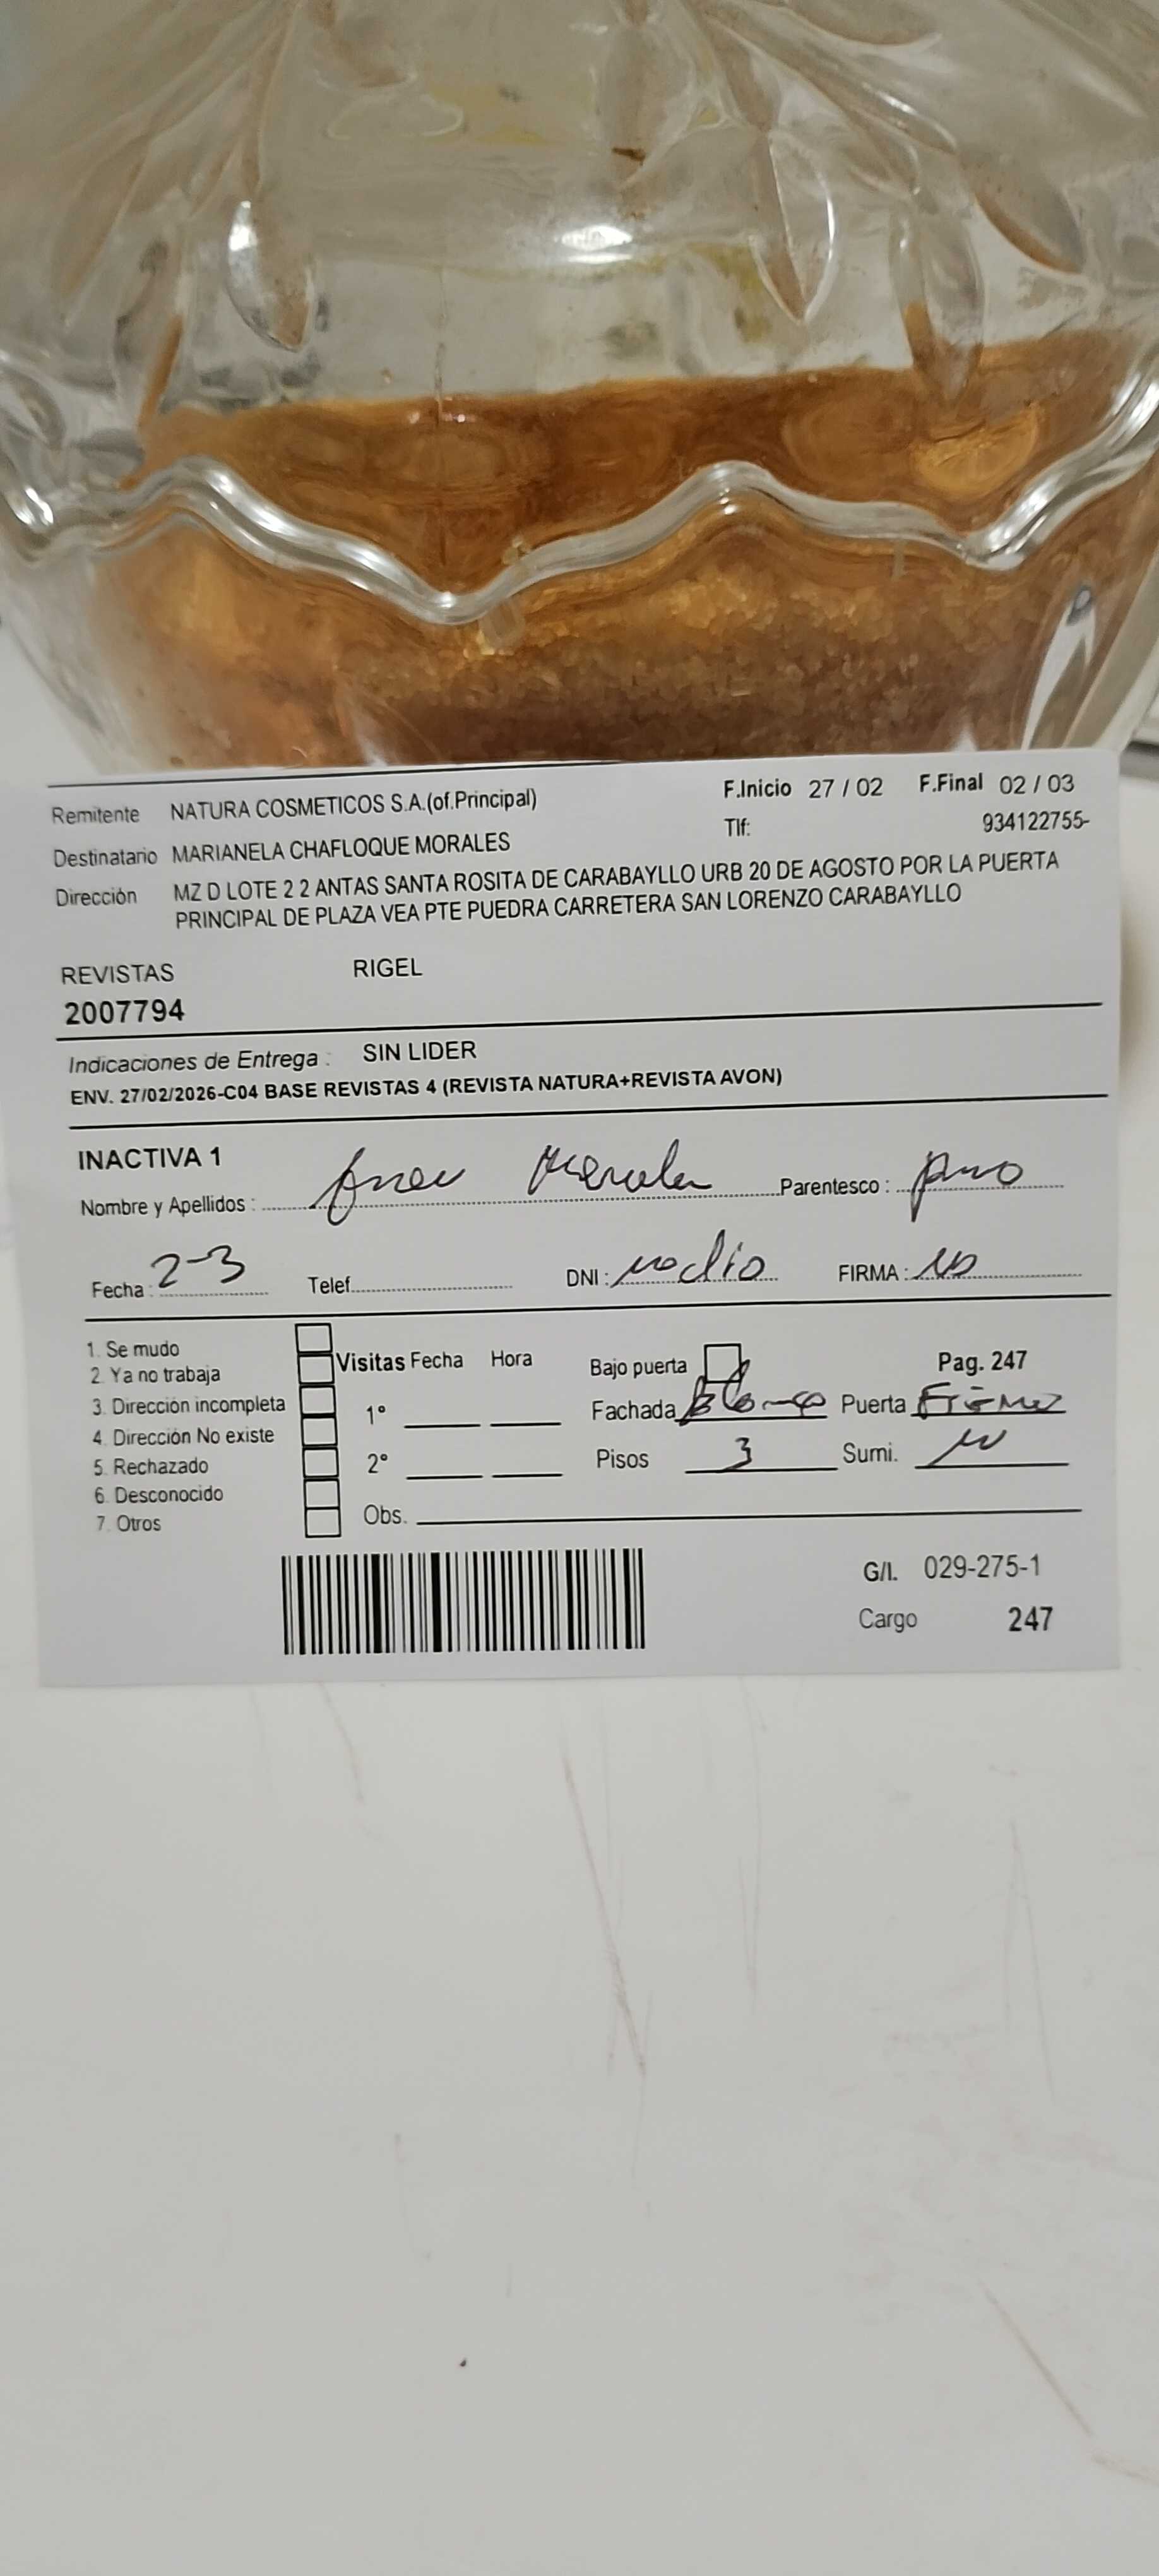 Remitente NATURA COSMETICOS S.A.(of.Principal) F.Inicio 27 / 02 F.Final 02 / 03
Tlf: 934122755-
Destinatario MARIANELA CHAFLOQUE MORALES
Dirección MZ D LOTE 2 2 ANTAS SANTA ROSITA DE CARABAYLLO URB 20 DE AGOSTO POR LA PUERTA
PRINCIPAL DE PLAZA VEA PTE PUEDRA CARRETERA SAN LORENZO CARABAYLLO
REVISTAS RIGEL
2007794
Indicaciones de Entrega : SIN LIDER
ENV. 27/02/2026-C04 BASE REVISTAS 4 (REVISTA NATURA+REVISTA AVON)
INACTIVA 1
Nombre y Apellidos : Parentesco :
Fecha : 2-3 Telef. DNI : no dio FIRMA : No
1. Se mudo
2. Ya no trabaja
3. Dirección incompleta
4. Dirección No existe
5. Rechazado
6. Desconocido
7. Otros
Visitas Fecha Hora Bajo puerta Pag. 247
1° Fachada Blanco Puerta
2° Pisos 3 Sumi.
Obs.
G/I. 029-275-1
Cargo 247